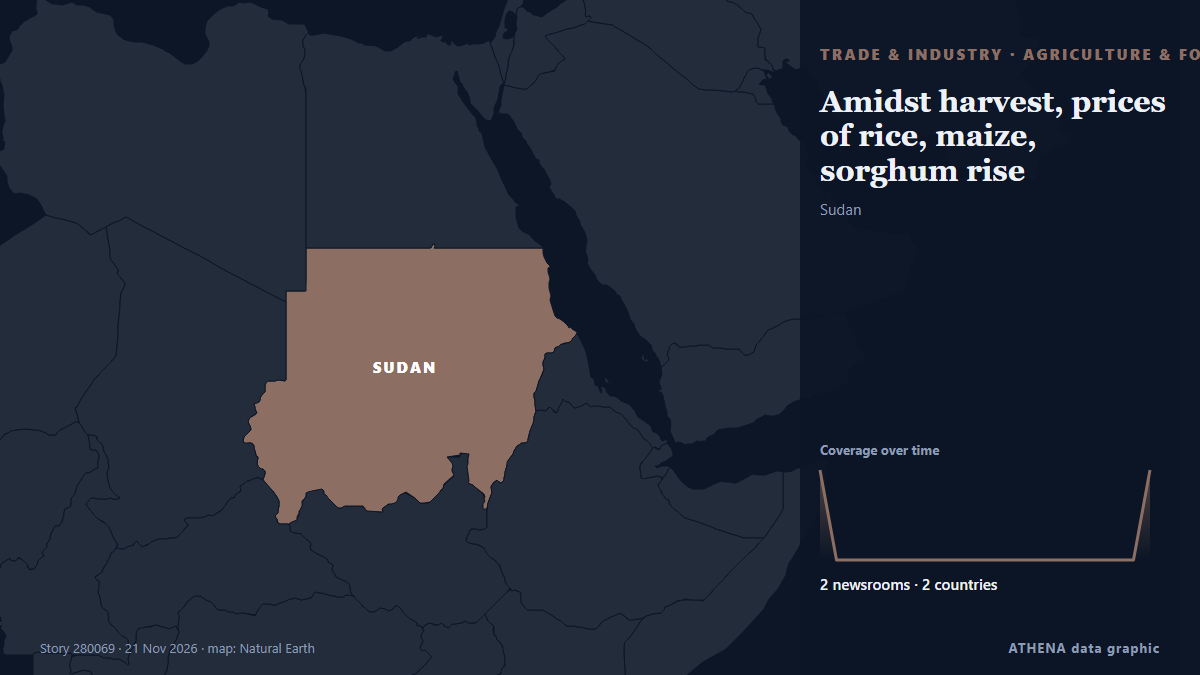 TRADE & INDUSTRY · AGRICULTURE & FO
Amidst harvest, prices
of rice, maize,
sorghum rise
Sudan
SUDAN
Coverage over time
2 newsrooms · 2 countries
Story 280069 · 21 Nov 2026 · map: Natural Earth
ATHENA data graphic